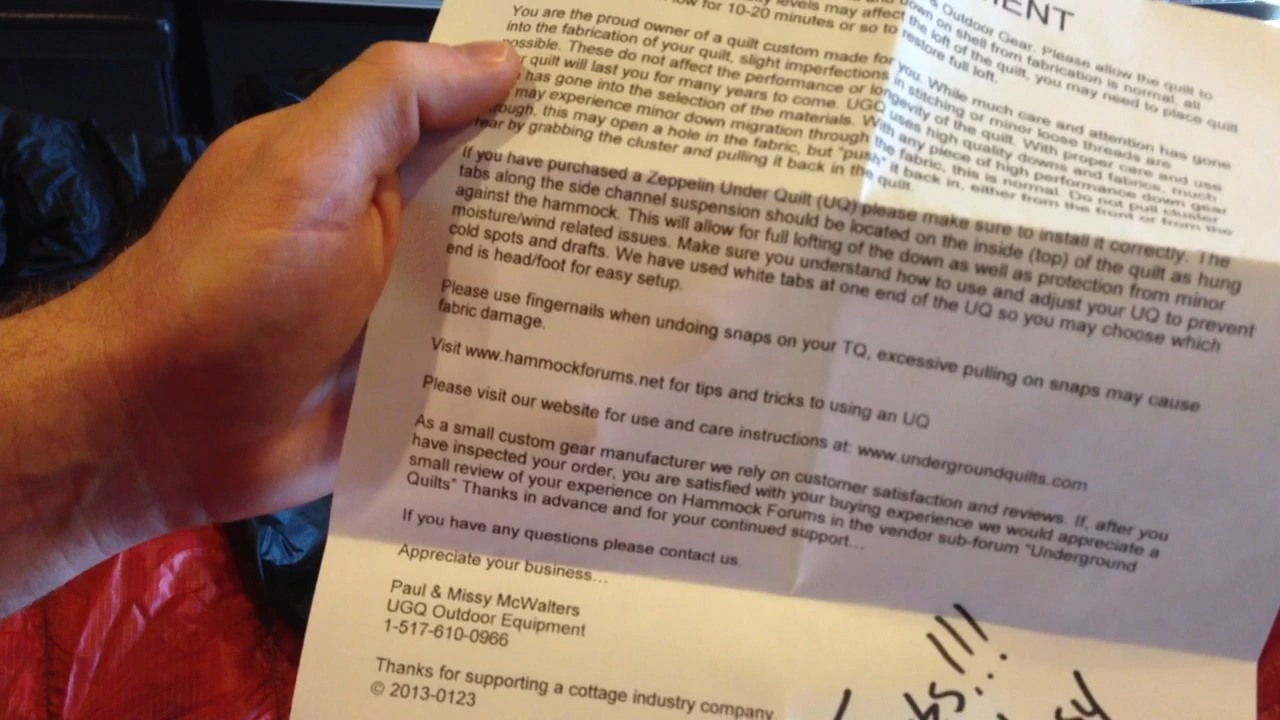 MENT
& Outdoor Gear. Please allow the quilt to
down on shell from fabrication is normal, all
levels may affect the loft of the quilt, you may need to place quilt
low for 10-20 minutes or so to restore full loft.
You are the proud owner of a quilt custom made for you. While much care and attention has gone
into the fabrication of your quilt, slight imperfections in stitching or minor loose threads are
possible. These do not affect the performance or longevity of the quilt. With proper care and use
quilt will last you for many years to come. UGQ uses high quality downs and fabrics, much
has gone into the selection of the materials. With any piece of high performance down gear
may experience minor down migration through the fabric, this is normal. Do not pull cluster
through, this may open a hole in the fabric, but "push" it back in, either from the front or from the
rear by grabbing the cluster and pulling it back in the quilt.
If you have purchased a Zeppelin Under Quilt (UQ) please make sure to install it correctly. The
tabs along the side channel suspension should be located on the inside (top) of the quilt as hung
against the hammock. This will allow for full lofting of the down as well as protection from minor
moisture/wind related issues. Make sure you understand how to use and adjust your UQ to prevent
cold spots and drafts. We have used white tabs at one end of the UQ so you may choose which
end is head/foot for easy setup.
Please use fingernails when undoing snaps on your TQ, excessive pulling on snaps may cause
fabric damage.
Visit www.hammockforums.net for tips and tricks to using an UQ
Please visit our website for use and care instructions at: www.undergroundquilts.com
As a small custom gear manufacturer we rely on customer satisfaction and reviews. If, after you
have inspected your order, you are satisfied with your buying experience we would appreciate a
small review of your experience on Hammock Forums in the vendor sub-forum "Underground
Quilts" Thanks in advance and for your continued support...
If you have any questions please contact us.
Appreciate your business...
Paul & Missy McWalters
UGQ Outdoor Equipment
1-517-610-0966
Thanks for supporting a cottage industry company
© 2013-0123